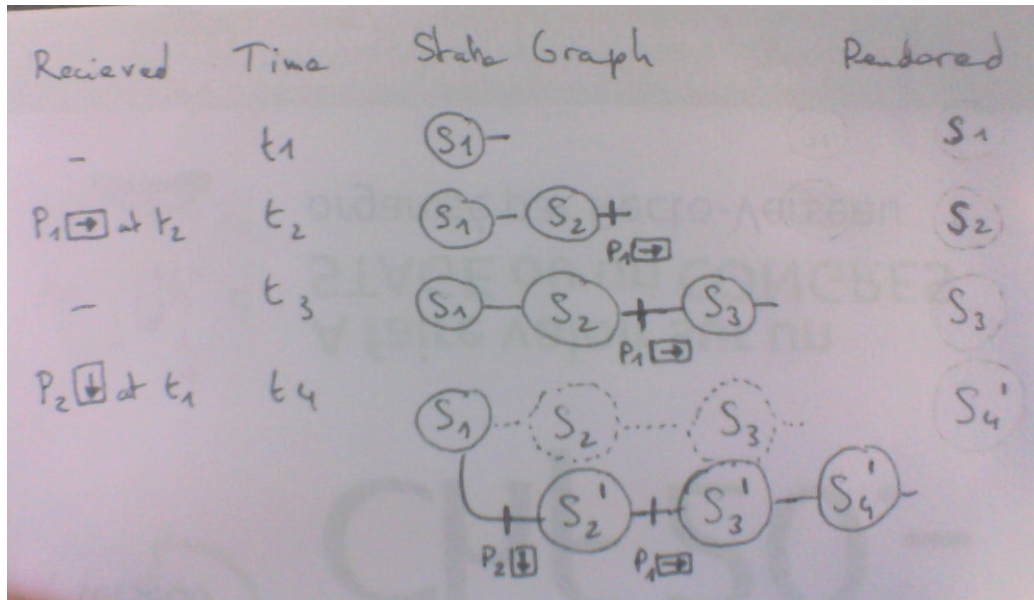 Recieved Time State Graph Rendered
- t1 S1 S1
P1 → at t2 t2 S1 S2 S2
P1 →
- t3 S1 S2 S3 S3
P1 →
P2 ↓ at t1 t4 S1 S2 S3 S4'
S2' S3' S4'
P2 ↓ P1 →